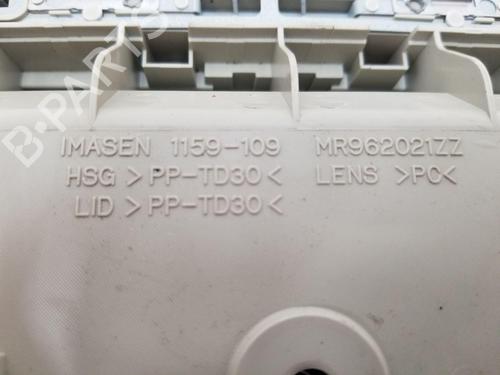 B-PARTS
IMASEN 1159-109 MR962021ZZ
HSG >PP-TD30< LENS >PC<
LID >PP-TD30<